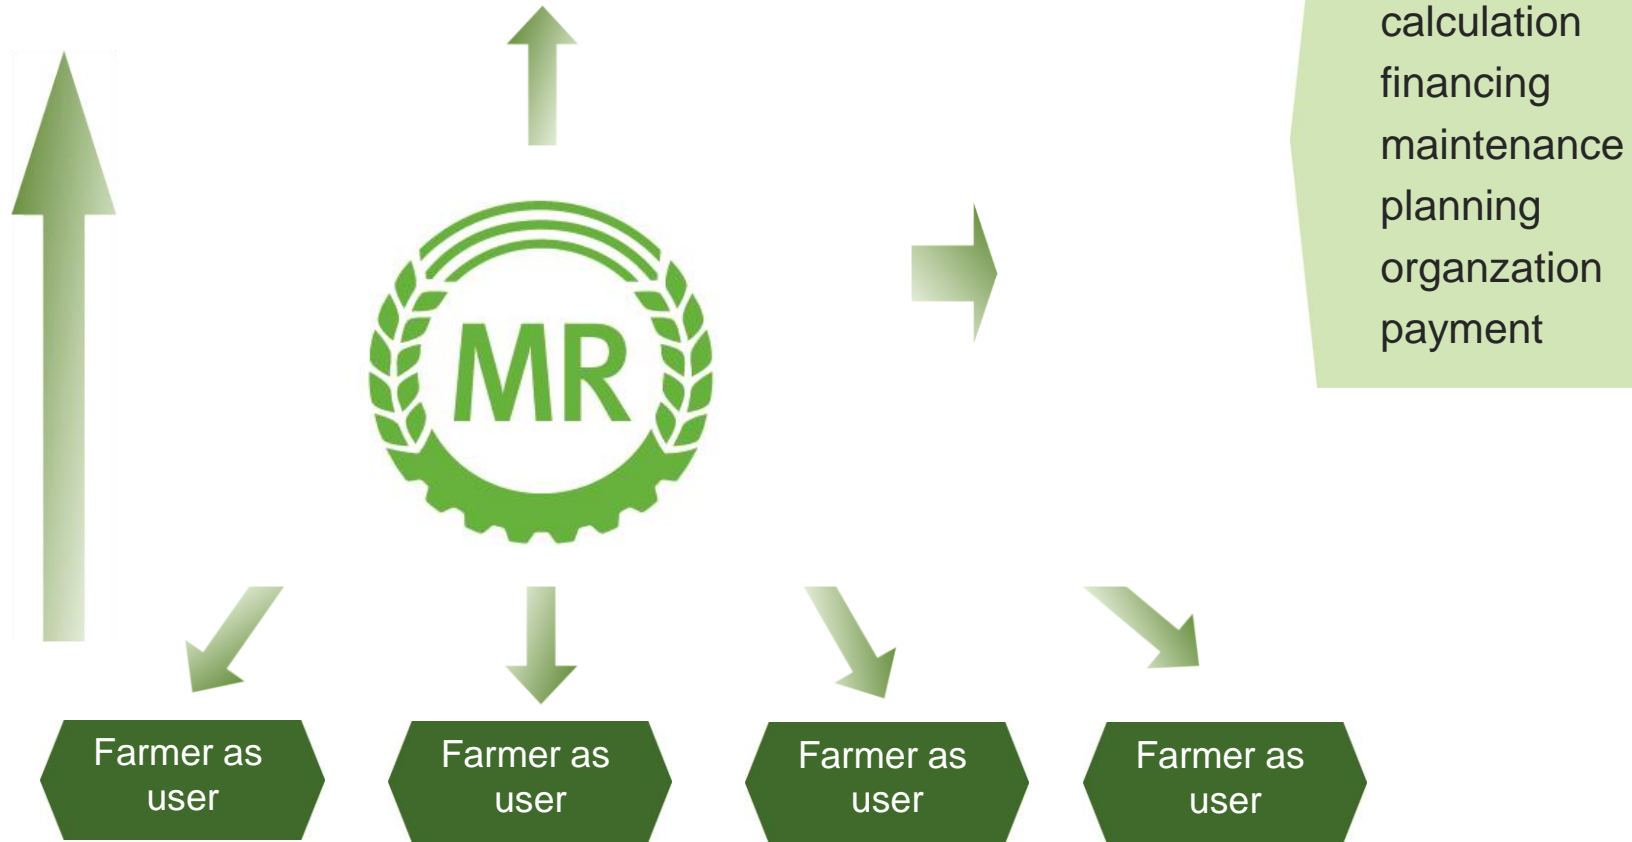 calculation
financing
maintenance
planning
organzation
payment
MR
Farmer as
user
Farmer as
user
Farmer as
user
Farmer as
user